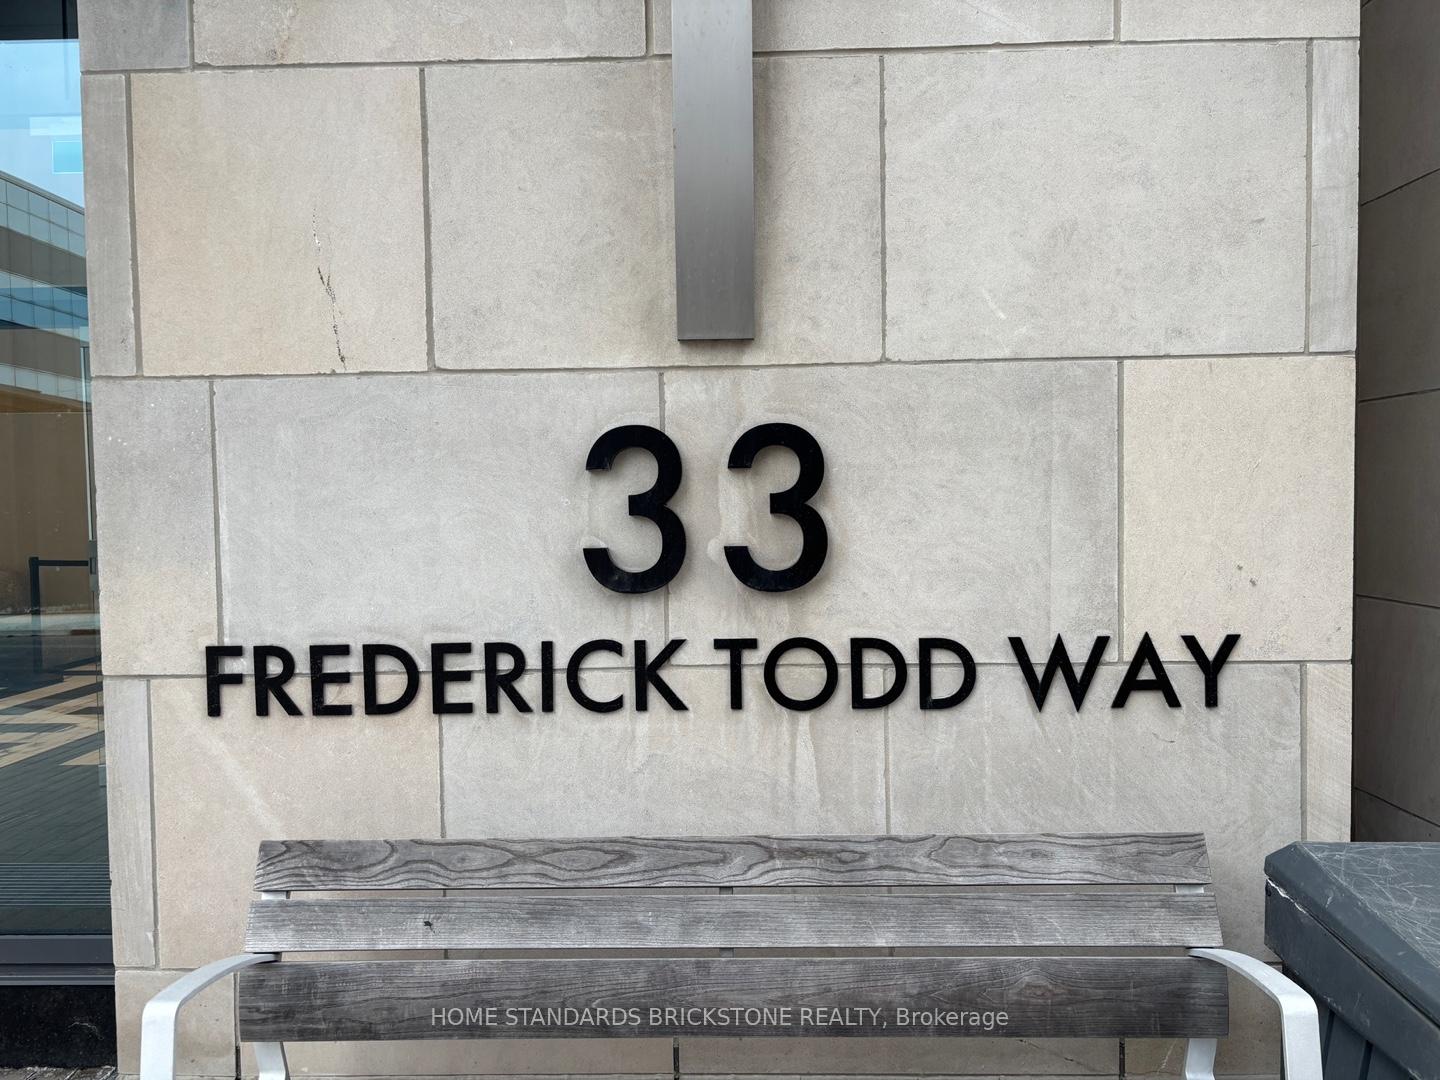 33
FREDERICK TODD WAY
HOME STANDARDS BRICKSTONE REALTY, Brokerage